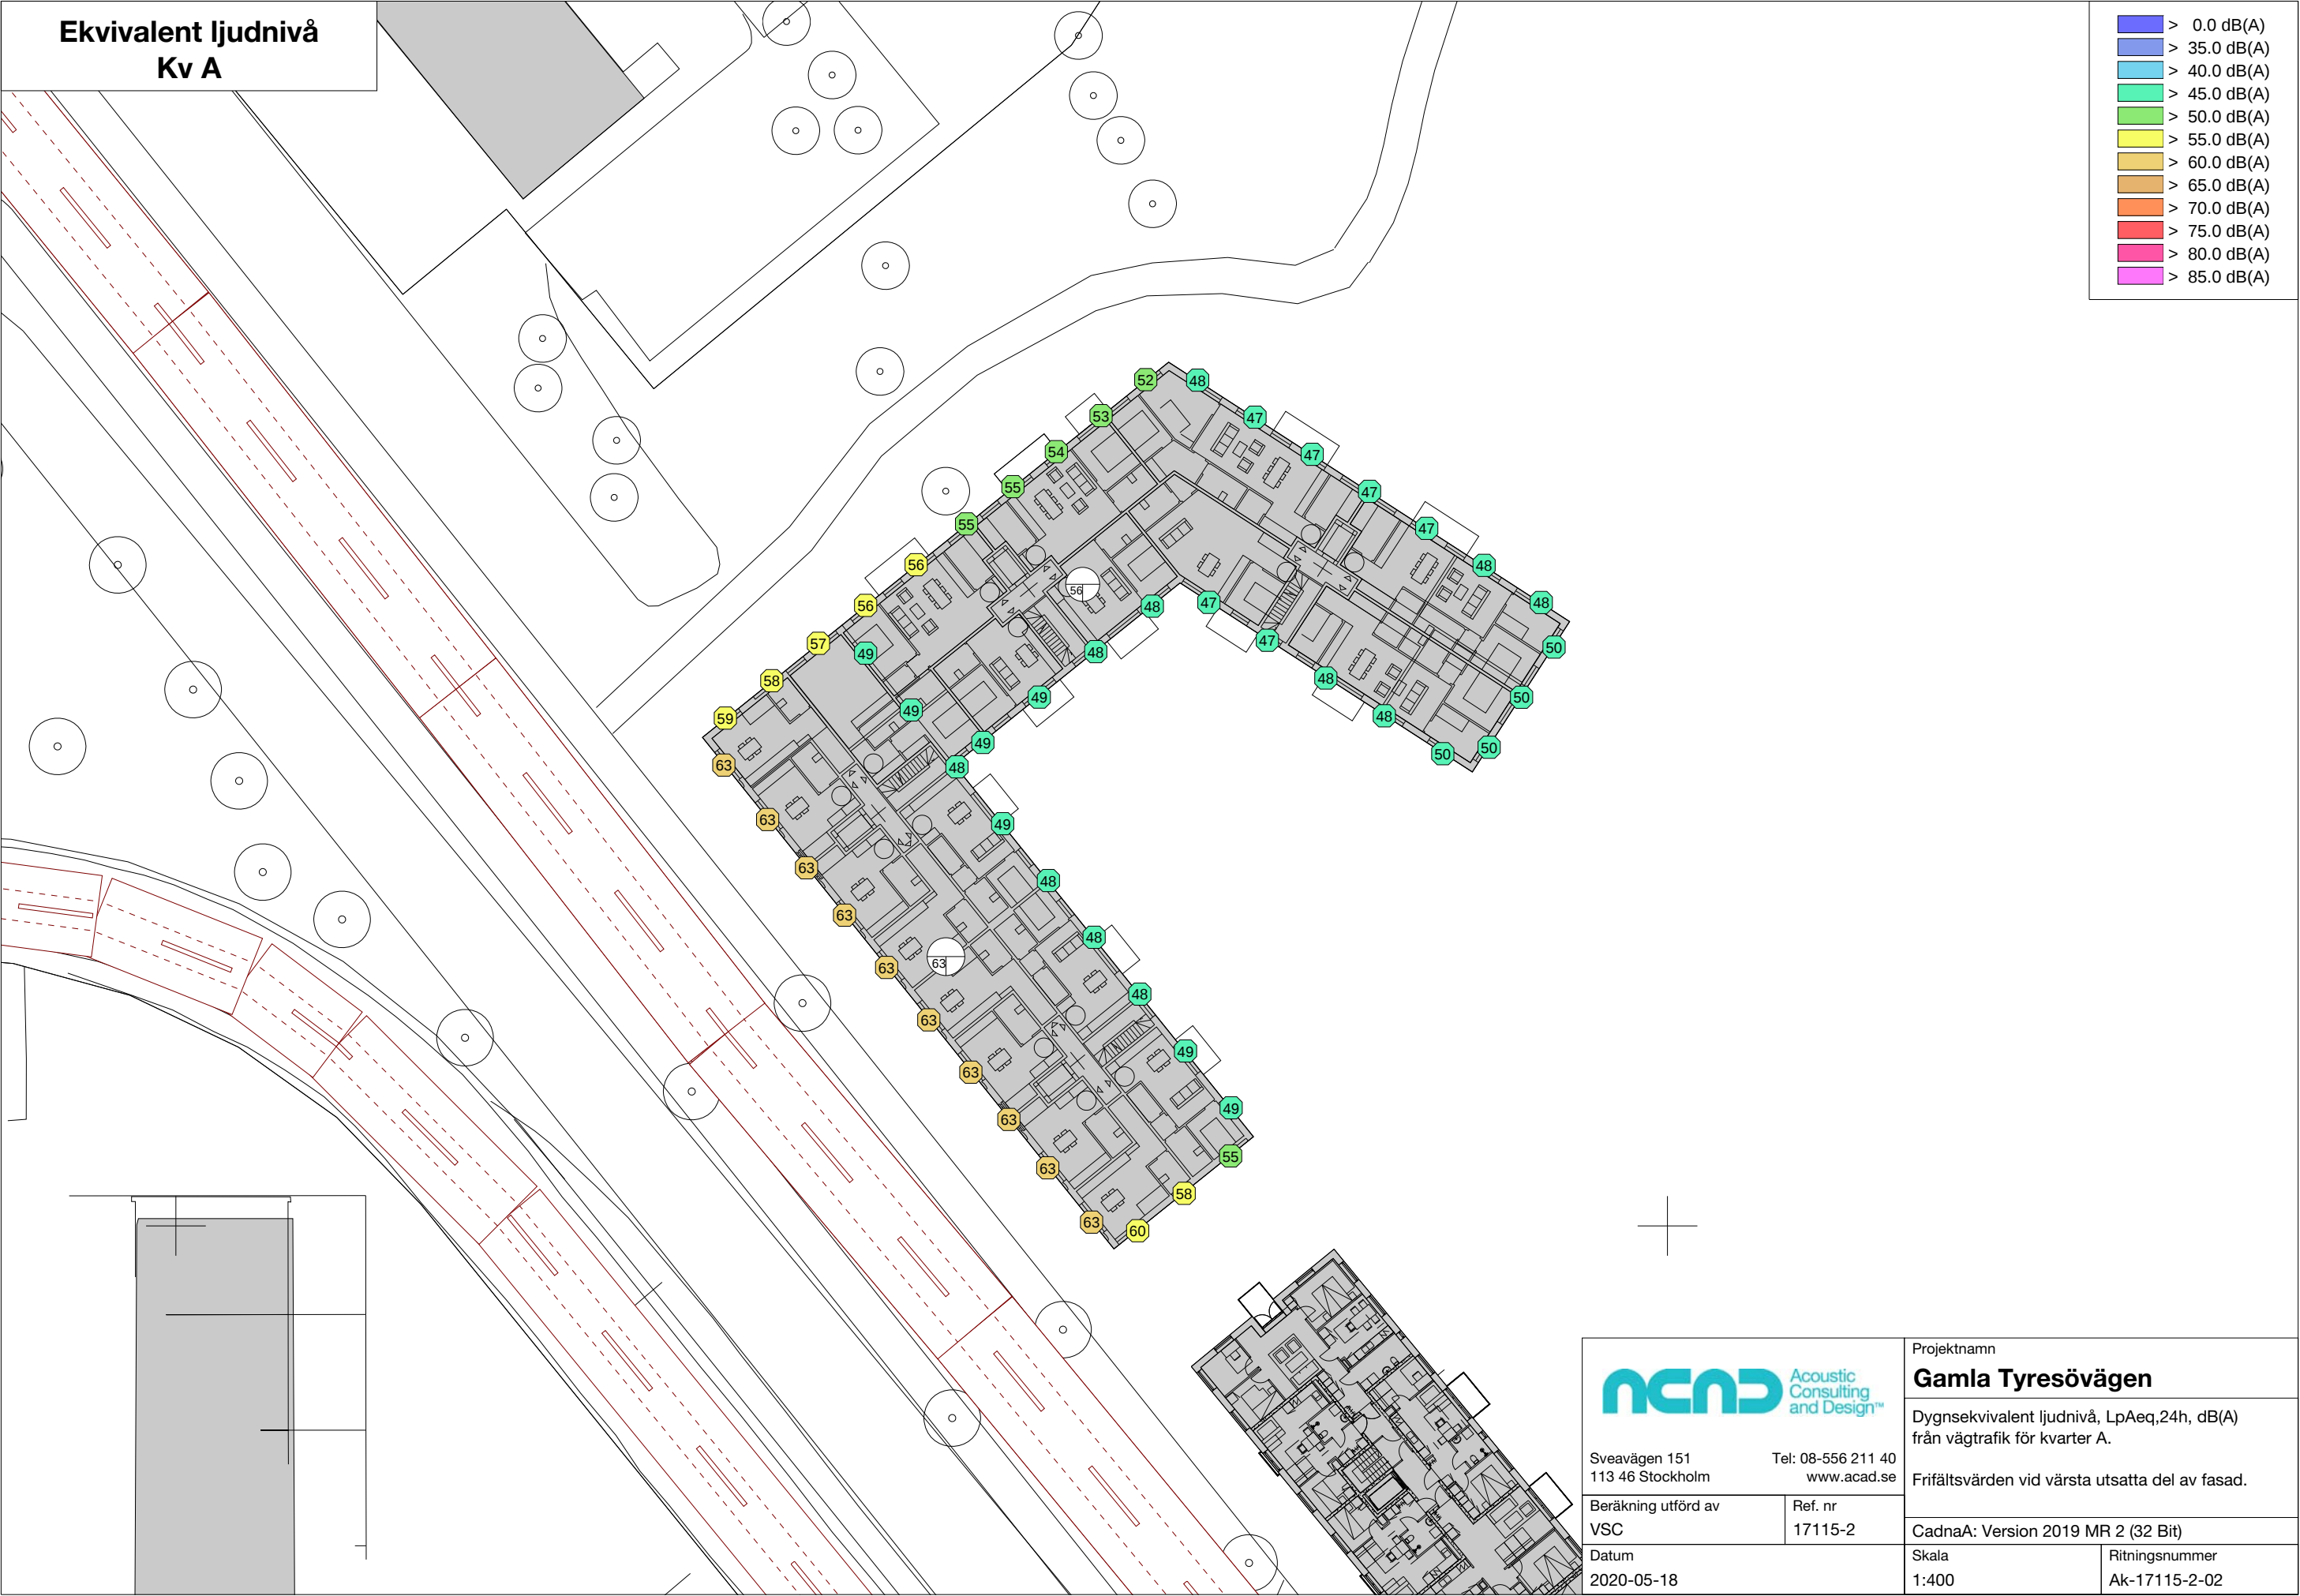 Ekvivalent ljudnivå
Kv A
> 0.0 dB(A)
> 35.0 dB(A)
> 40.0 dB(A)
> 45.0 dB(A)
> 50.0 dB(A)
> 55.0 dB(A)
> 60.0 dB(A)
> 65.0 dB(A)
> 70.0 dB(A)
> 75.0 dB(A)
> 80.0 dB(A)
> 85.0 dB(A)
52
48
53
47
54
47
55
47
55
47
56
48
56
48
57
49
58
59
56
48
47
48
47
50
49
48
50
49
48
50
49
50
48
63
63
49
63
48
63
48
63
63
48
63
49
63
49
63
55
63
58
63
60
acad
Acoustic
Consulting
and Design™
Sveavägen 151
Tel: 08-556 211 40
113 46 Stockholm
www.acad.se
Beräkning utförd av
VSC
Ref. nr
17115-2
Datum
2020-05-18
Projektnamn
Gamla Tyresövägen
Dygnsekvivalent ljudnivå, LpAeq,24h, dB(A)
från vägtrafik för kvarter A.
Frifältsvärden vid värsta utsatta del av fasad.
CadnaA: Version 2019 MR 2 (32 Bit)
Skala
1:400
Ritningsnummer
Ak-17115-2-02